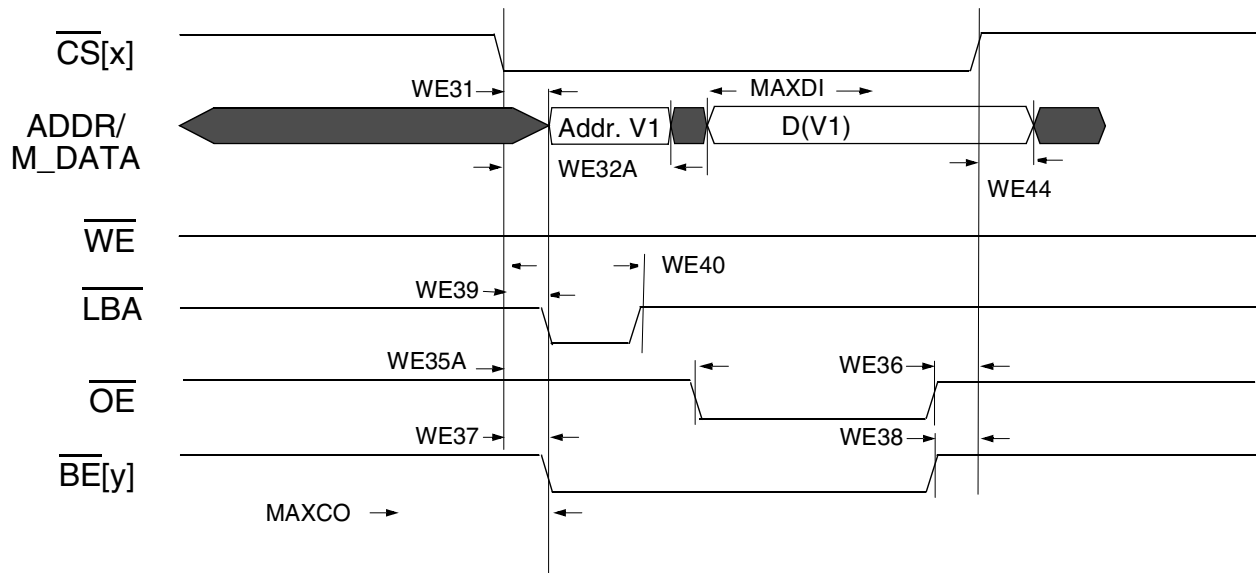 CS[x]
WE31
MAXDI
ADDR/
M_DATA
Addr. V1
D(V1)
WE32A
WE44
WE
WE40
WE39
LBA
WE35A
WE36
OE
WE37
WE38
BE[y]
MAXCO